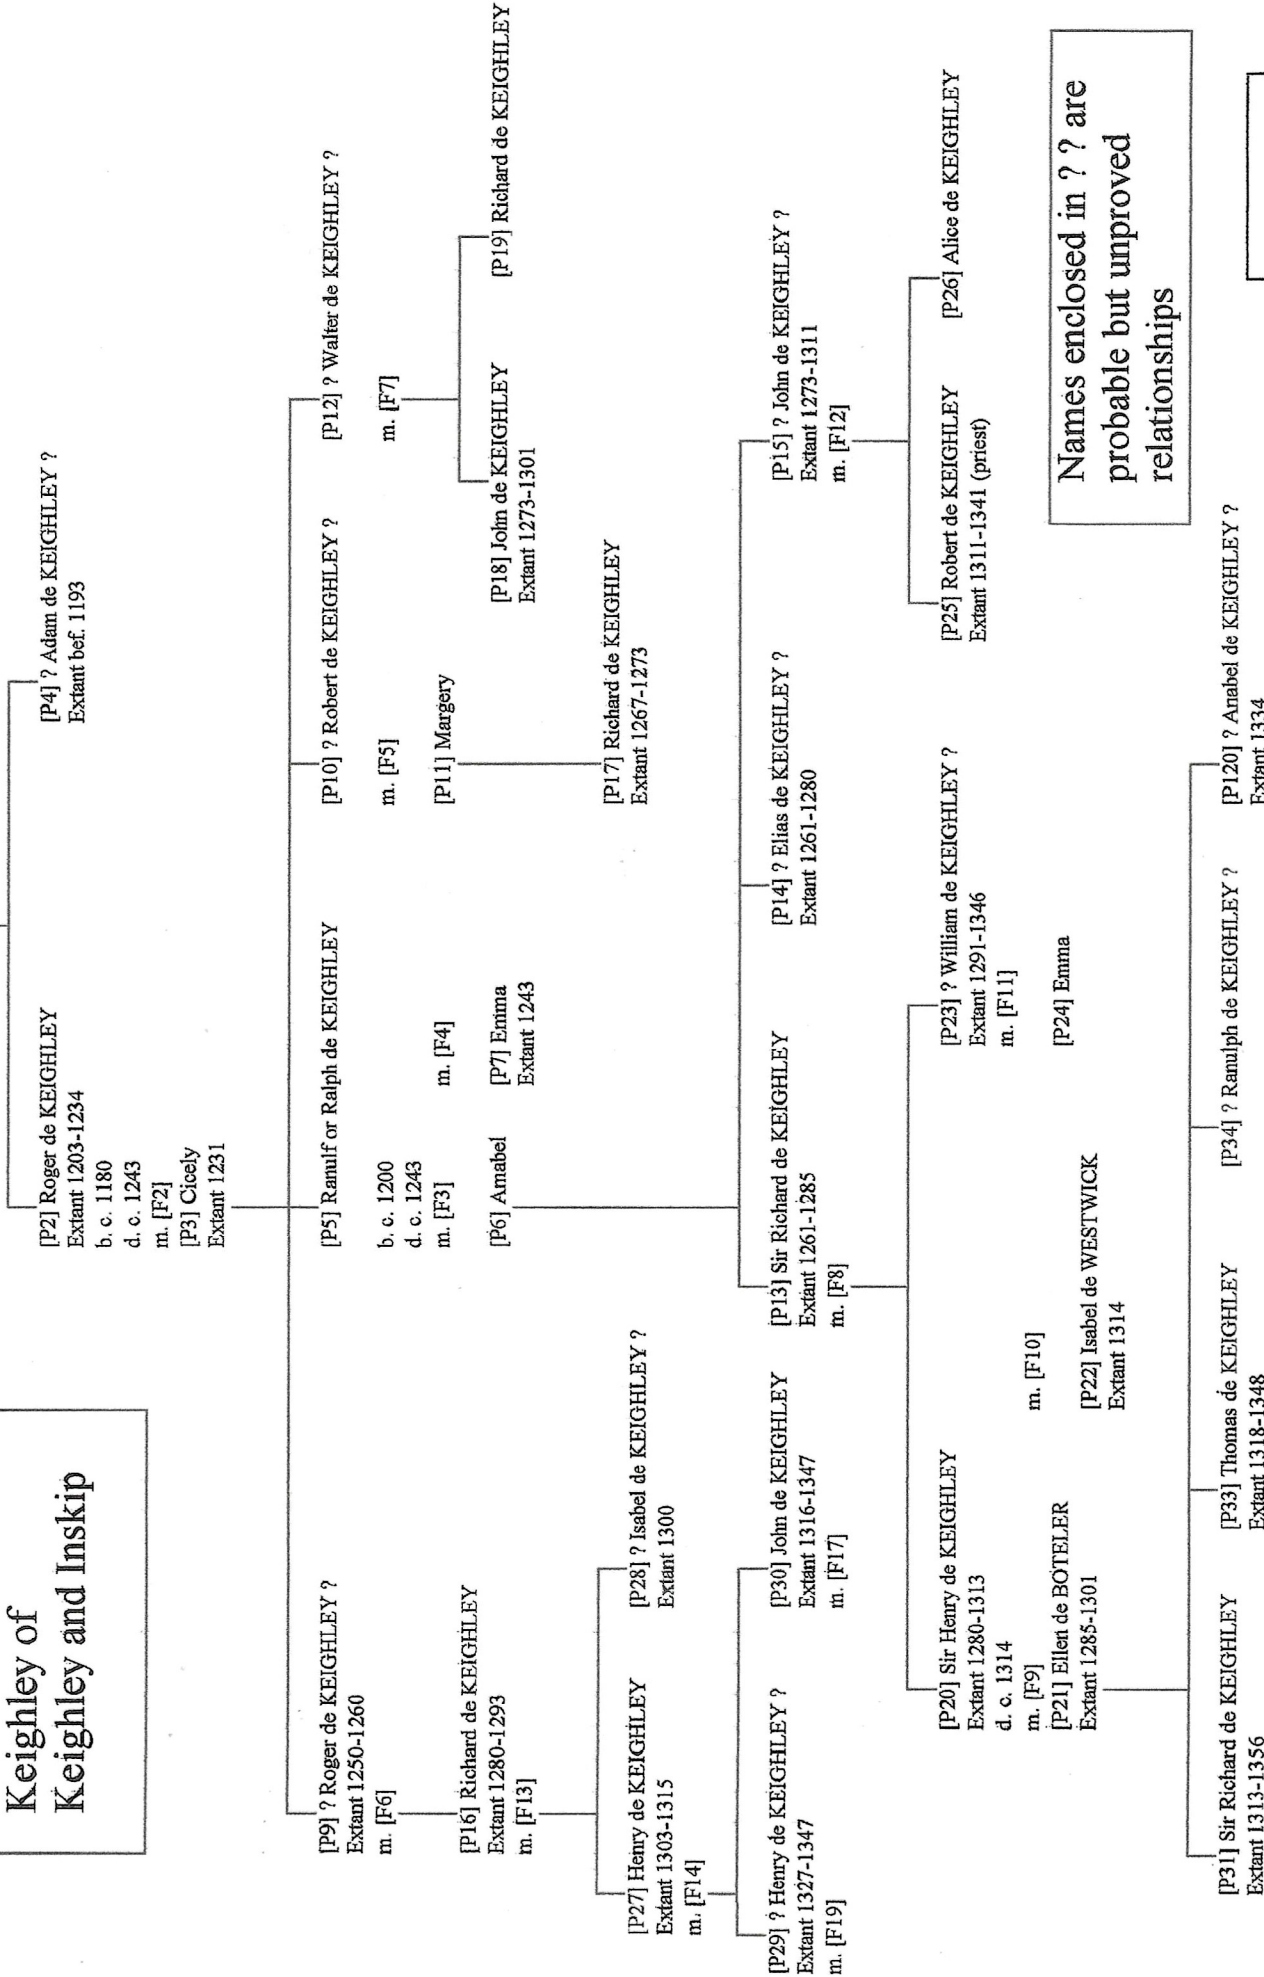 Keighley of
Keighley and Inskip
[P2] Roger de KEIGHLEY
Extant 1203-1234
b. c. 1180
d. c. 1243
m. [F2]
[P3] Cicely
Extant 1231
[P4] ? Adam de KEIGHLEY ?
Extant bef. 1193
[P9] ? Roger de KEIGHLEY ?
Extant 1250-1260
m. [F6]
[P5] Ranulf or Ralph de KEIGHLEY
b. c. 1200
d. c. 1243
m. [F3]
m. [F4]
[P6] Amabel
[P7] Emma
Extant 1243
[P10] ? Robert de KEIGHLEY ?
m. [F5]
[P11] Margery
[P12] ? Walter de KEIGHLEY ?
m. [F7]
[P16] Richard de KEIGHLEY
Extant 1280-1293
m. [F13]
[P18] John de KEIGHLEY
Extant 1273-1301
[P19] Richard de KEIGHLEY
[P27] Henry de KEIGHLEY
Extant 1303-1315
m. [F14]
[P28] ? Isabel de KEIGHLEY ?
Extant 1300
[P17] Richard de KEIGHLEY
Extant 1267-1273
[P29] ? Henry de KEIGHLEY ?
Extant 1327-1347
m. [F19]
[P30] John de KEIGHLEY
Extant 1316-1347
m. [F17]
[P13] Sir Richard de KEIGHLEY
Extant 1261-1285
m. [F8]
[P14] ? Elias de KEIGHLEY ?
Extant 1261-1280
[P15] ? John de KEIGHLEY ?
Extant 1273-1311
m. [F12]
[P20] Sir Henry de KEIGHLEY
Extant 1280-1313
d. c. 1314
m. [F9]
m. [F10]
[P21] Ellen de BOTELER
Extant 1285-1301
[P22] Isabel de WESTWICK
Extant 1314
[P23] ? William de KEIGHLEY ?
Extant 1291-1346
m. [F11]
[P24] Emma
[P25] Robert de KEIGHLEY
Extant 1311-1341 (priest)
[P26] Alice de KEIGHLEY
Names enclosed in ? ? are
probable but unproved
relationships
[P31] Sir Richard de KEIGHLEY
Extant 1313-1356
[P33] Thomas de KEIGHLEY
Extant 1318-1348
[P34] ? Ranulph de KEIGHLEY ?
[P120] ? Anabel de KEIGHLEY ?
Extant 1334